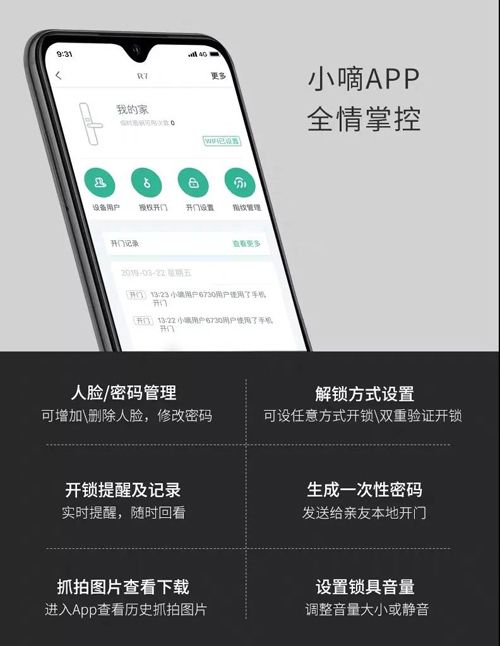 小嘀APP
全情掌控
9:31
4G
R7
更多
我的家
临时密钥可用次数 0
WIFI已设置
设备用户
授权开门
开门设置
指纹管理
开门记录
查看更多
2019-03-22 星期五
开门
13:23 小嘀用户6730用户使用了手机
开门
开门
13:22 小嘀用户6730用户使用了手机
开门
人脸/密码管理
可增加\删除人脸，修改密码
解锁方式设置
可设任意方式开锁\双重验证开锁
开锁提醒及记录
实时提醒，随时回看
生成一次性密码
发送给亲友本地开门
抓拍图片查看下载
进入App查看历史抓拍图片
设置锁具音量
调整音量大小或静音